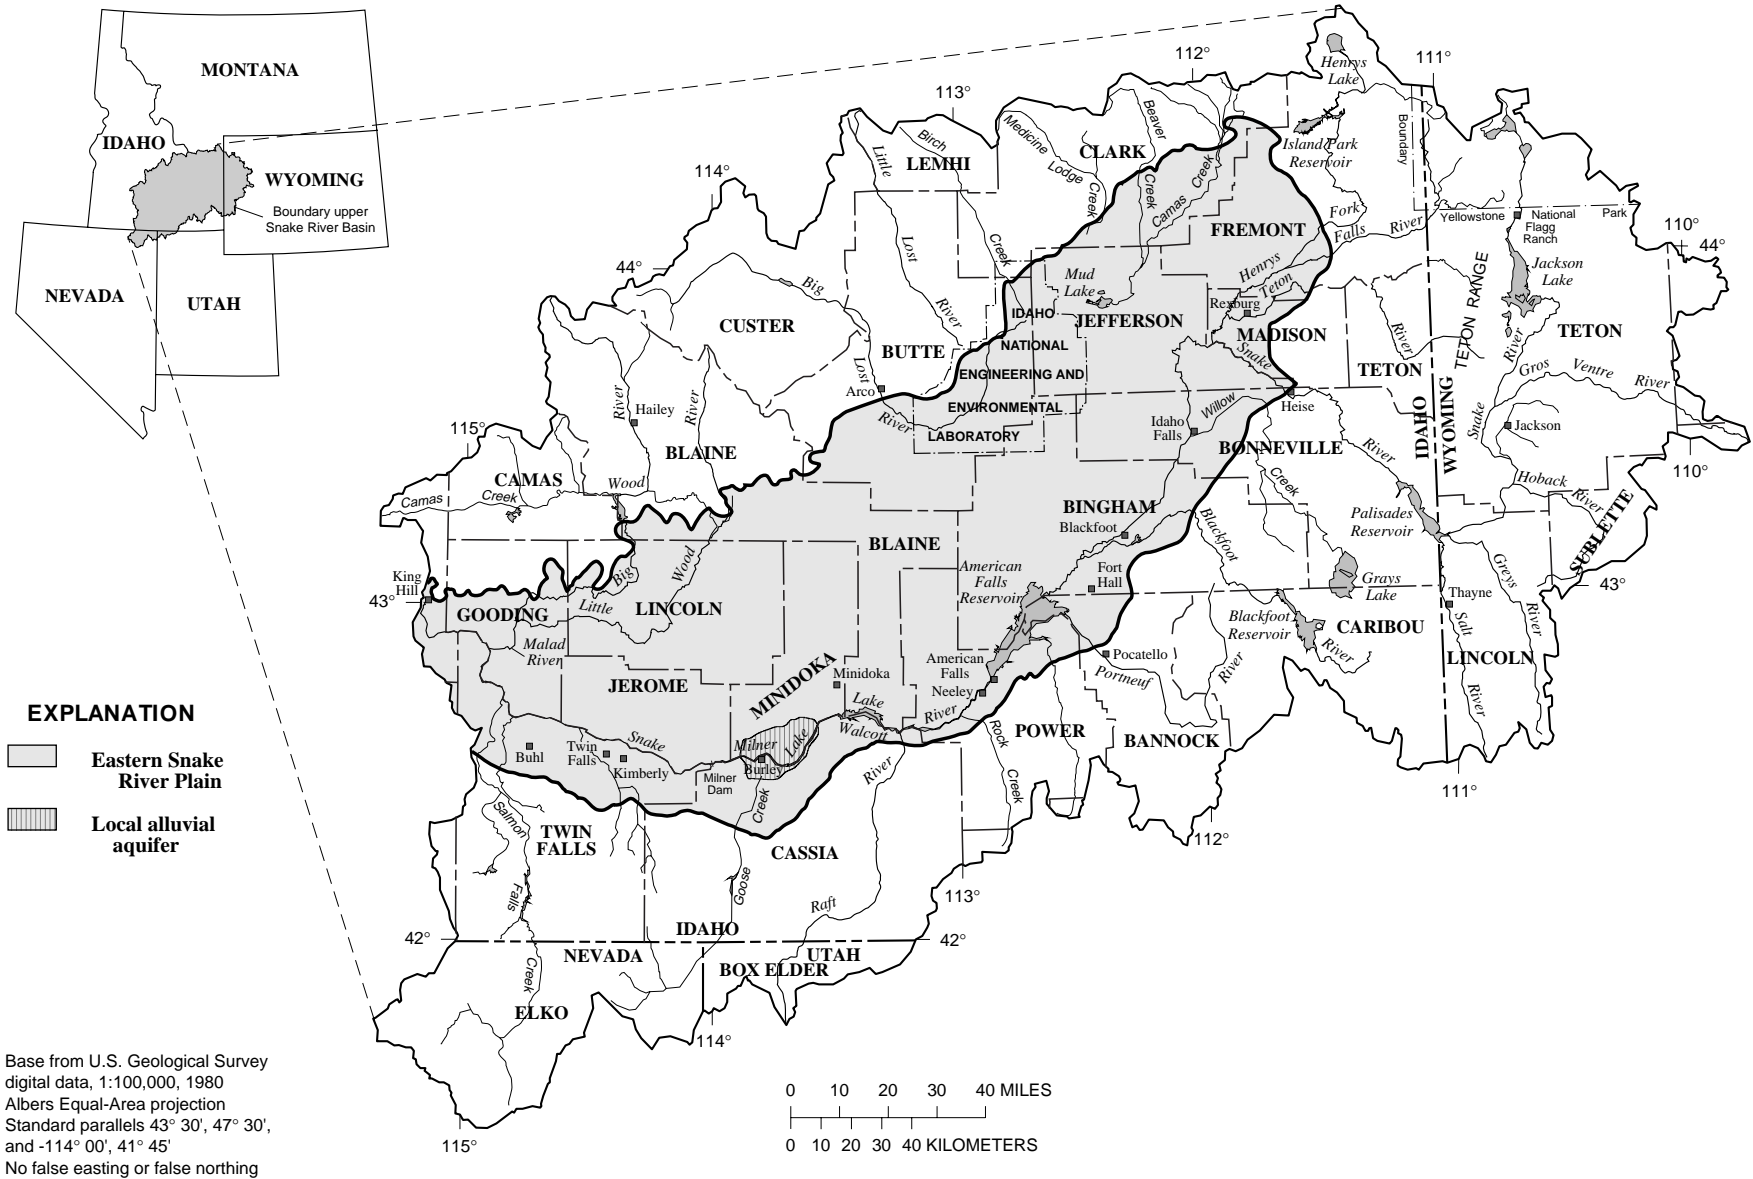 MONTANA
IDAHO
WYOMING
Boundary upper
Snake River Basin
NEVADA
UTAH
EXPLANATION
Eastern Snake
River Plain
Local alluvial
aquifer
Base from U.S. Geological Survey
digital data, 1:100,000, 1980
Albers Equal-Area projection
Standard parallels 43° 30', 47° 30',
and -114° 00', 41° 45'
No false easting or false northing
112°
111°
113°
114°
44°
115°
43°
42°
115°
114°
42°
113°
112°
111°
43°
110°
110°
44°
Henrys
Lake
Island Park
Reservoir
Boundary
Yellowstone
National
Park
Flagg
Ranch
Jackson
Lake
TETON RANGE
TETON
River
Gros
Ventre
River
Snake
Jackson
Hoback
River
SUBLETTE
IDAHO
WYOMING
Greys
River
Thayne
Salt
River
LINCOLN
Palisades
Reservoir
Grays
Lake
CARIBOU
Blackfoot
Reservoir
River
Blackfoot
River
BONNEVILLE
Creek
River
Willow
Heise
Snake
TETON
River
MADISON
Rexburg
Teton
Henrys
Fork
Falls
River
FREMONT
CLARK
Beaver
Creek
Camas
Creek
Medicine
Lodge
Creek
LEMHI
Birch
Creek
Little
Lost
River
Mud
Lake
JEFFERSON
IDAHO
NATIONAL
ENGINEERING AND
ENVIRONMENTAL
LABORATORY
BUTTE
Big
Lost
River
Arco
CUSTER
Hailey
River
River
BLAINE
CAMAS
Camas
Creek
Wood
Idaho
Falls
BINGHAM
Blackfoot
Fort
Hall
American
Falls
Reservoir
BLAINE
King
Hill
GOODING
Big
Wood
Little
LINCOLN
Malad
River
JEROME
MINIDOKA
Minidoka
Lake
Walcott
American
Falls
Neeley
River
Pocatello
Portneuf
POWER
BANNOCK
Rock
Creek
Snake
Milner
Lake
Burley
Milner
Dam
Buhl
Twin
Falls
Kimberly
Creek
Goose
River
Raft
CASSIA
TWIN
FALLS
Salmon
Falls
Creek
IDAHO
NEVADA
UTAH
BOX ELDER
ELKO
0 10 20 30 40 MILES
0 10 20 30 40 KILOMETERS